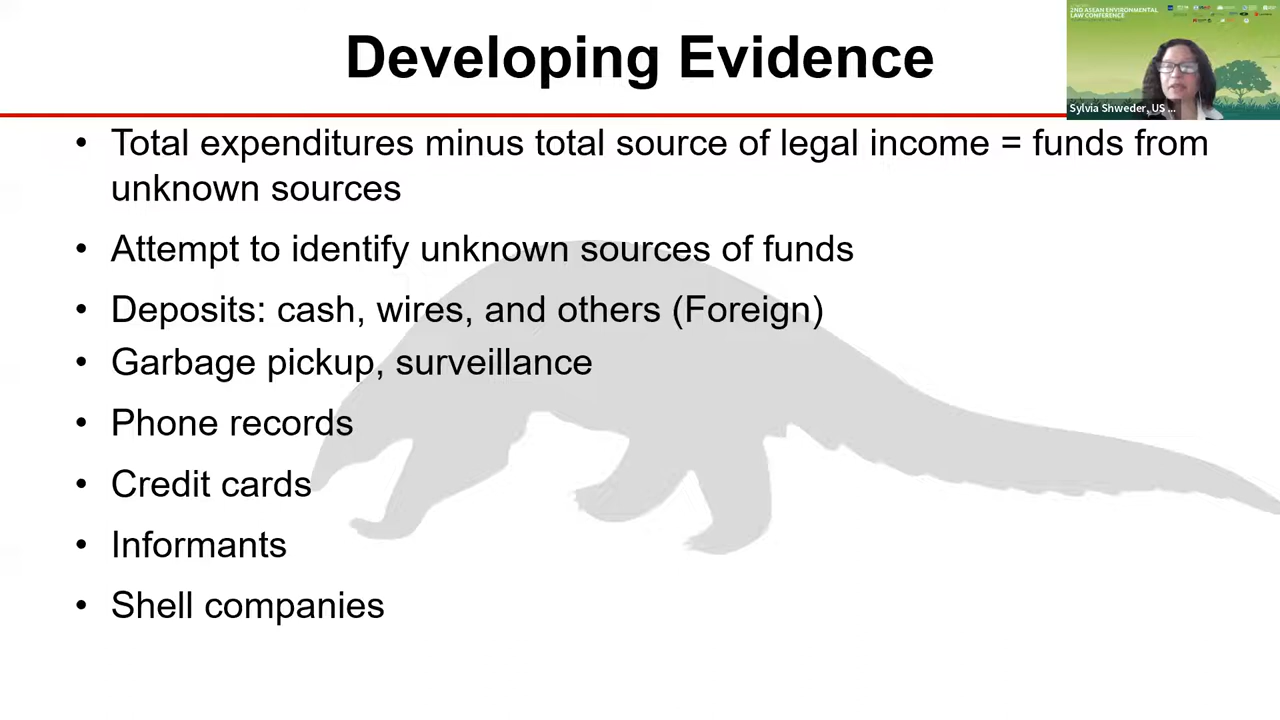 Developing Evidence
2ND ASEAN ENVIRONMENTAL
LAW CONFERENCE
Sylvia Shweder, US ...
• Total expenditures minus total source of legal income = funds from
unknown sources
• Attempt to identify unknown sources of funds
• Deposits: cash, wires, and others (Foreign)
• Garbage pickup, surveillance
• Phone records
• Credit cards
• Informants
• Shell companies